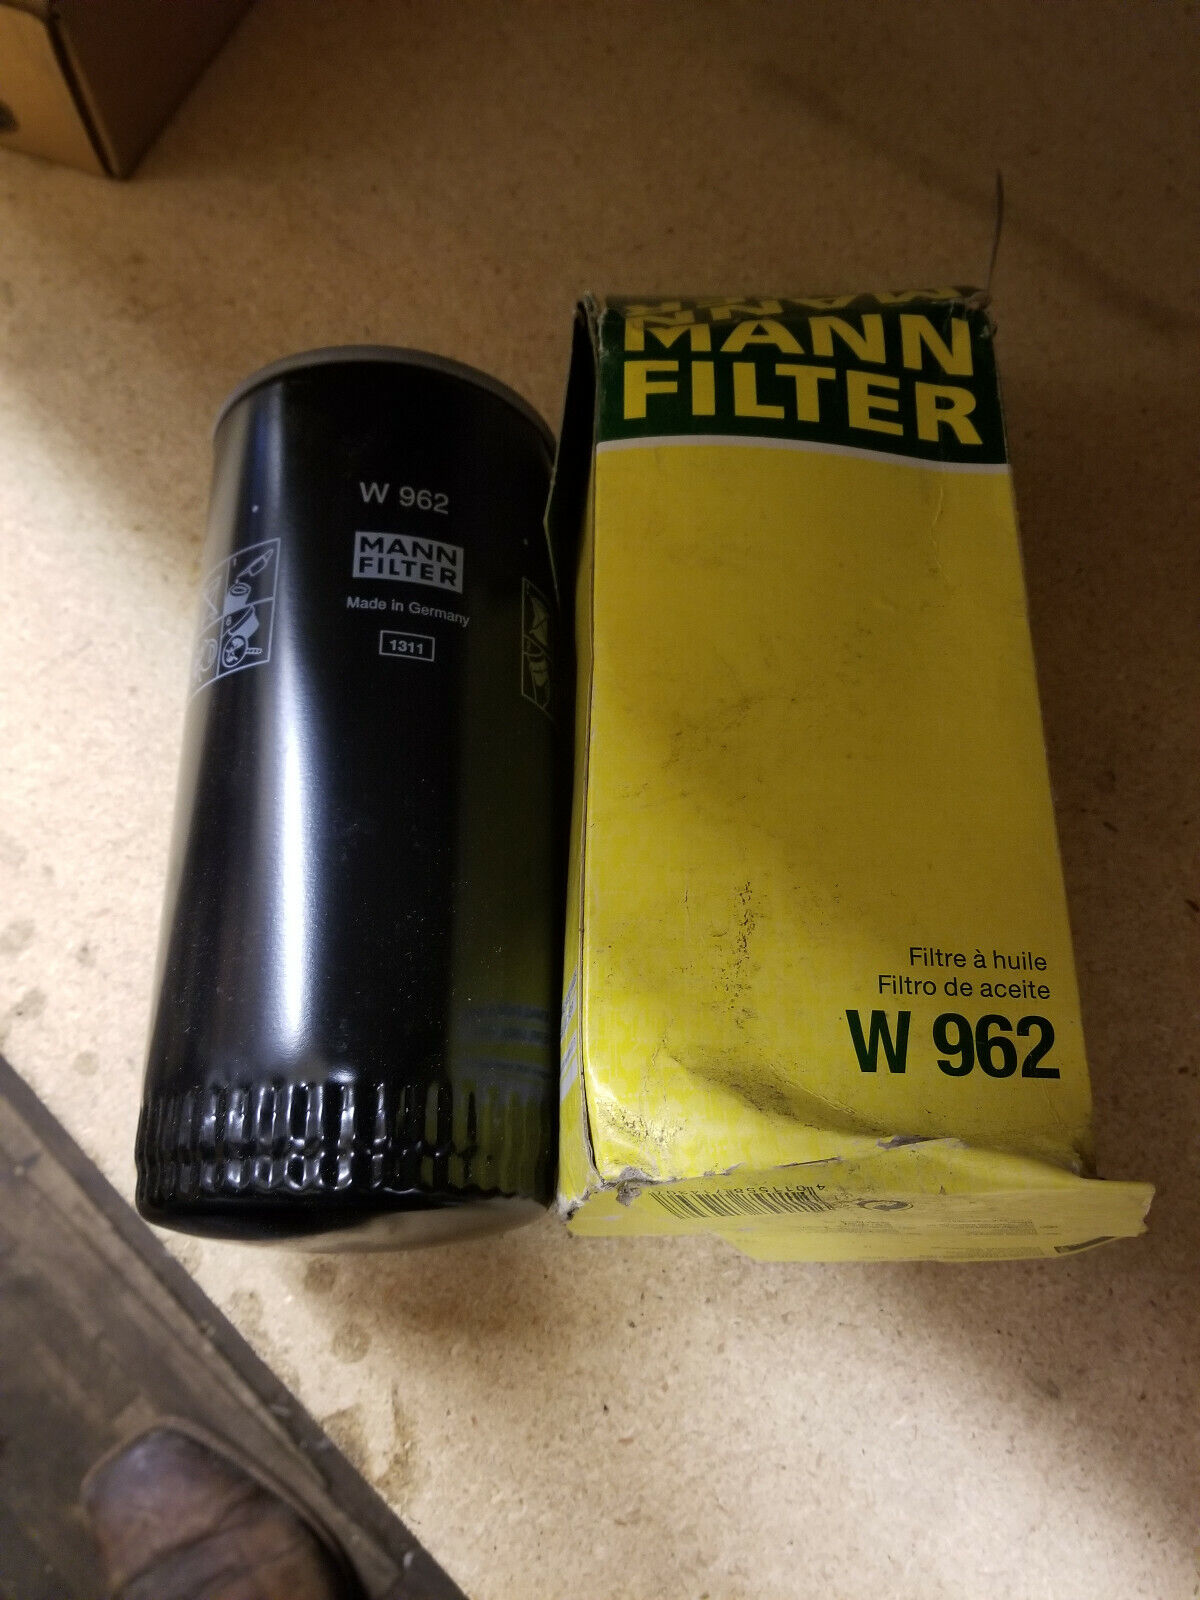 W 962
MANN
FILTER
Made in Germany
1311
MANN
FILTER
Filtre à huile
Filtro de aceite
W 962